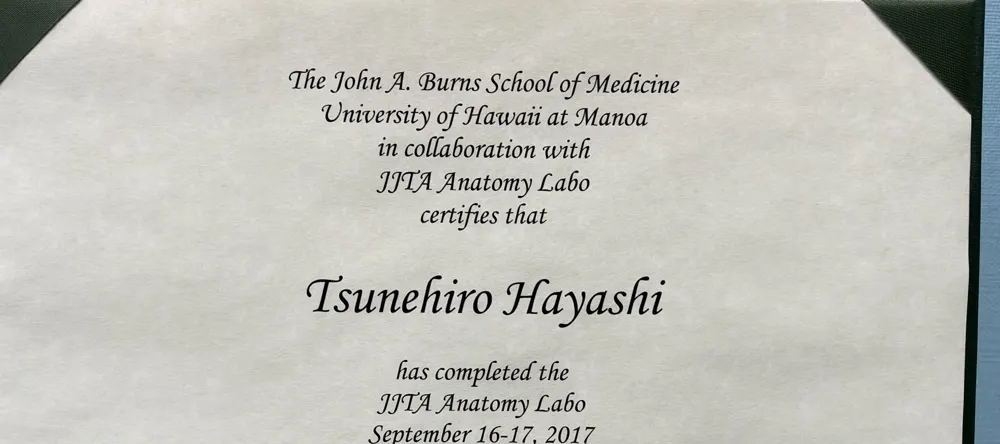 The John A. Burns School of Medicine
University of Hawaii at Manoa
in collaboration with
JJTA Anatomy Labo
certifies that
Tsunehiro Hayashi
has completed the
JJTA Anatomy Labo
September 16-17, 2017